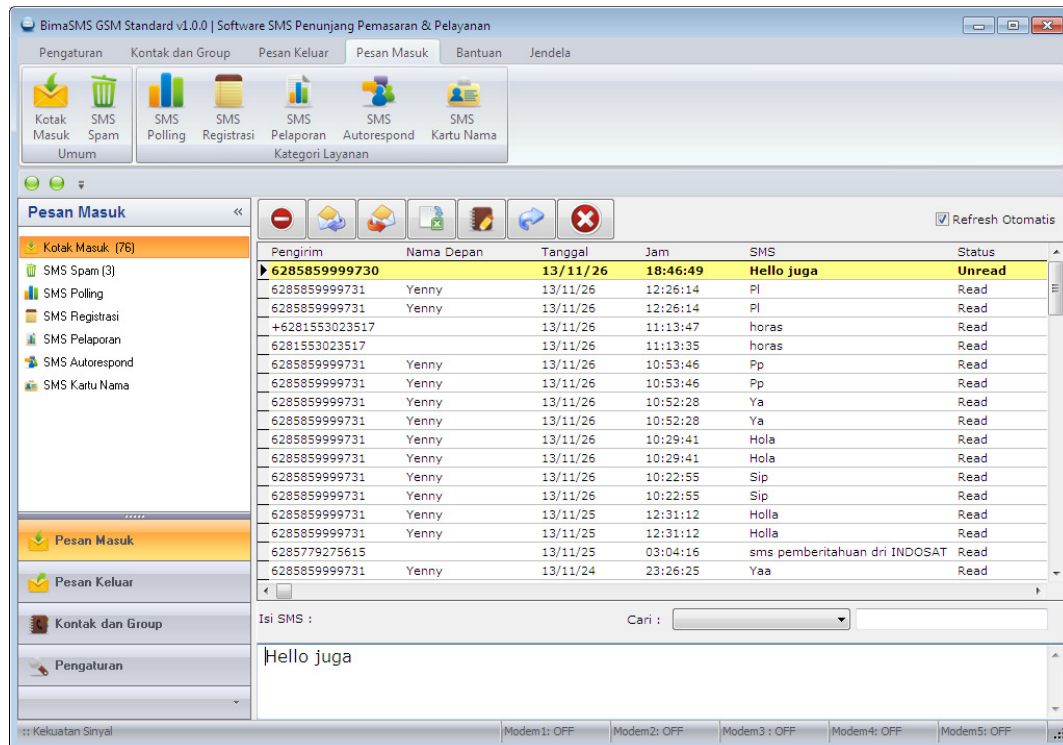 BimaSMS GSM Standard v1.0.0 | Software SMS Penunjang Pemasaran & Pelayanan
Pengaturan Kontak dan Group Pesan Keluar Pesan Masuk Bantuan Jendela
Kotak Masuk SMS Spam SMS Polling SMS Registrasi SMS Pelaporan SMS Autorespond SMS Kartu Nama
Umum Kategori Layanan
Pesan Masuk «
Refresh Otomatis
Kotak Masuk (76)
SMS Spam (3)
SMS Polling
SMS Registrasi
SMS Pelaporan
SMS Autorespond
SMS Kartu Nama
Pesan Masuk
Pesan Keluar
Kontak dan Group
Pengaturan
Pengirim Nama Depan Tanggal Jam SMS Status
6285859999730 13/11/26 18:46:49 Hello juga Unread
6285859999731 Yenny 13/11/26 12:26:14 Pl Read
6285859999731 Yenny 13/11/26 12:26:14 Pl Read
+6281553023517 13/11/26 11:13:47 horas Read
6281553023517 13/11/26 11:13:35 horas Read
6285859999731 Yenny 13/11/26 10:53:46 Pp Read
6285859999731 Yenny 13/11/26 10:53:46 Pp Read
6285859999731 Yenny 13/11/26 10:52:28 Ya Read
6285859999731 Yenny 13/11/26 10:52:28 Ya Read
6285859999731 Yenny 13/11/26 10:29:41 Hola Read
6285859999731 Yenny 13/11/26 10:29:41 Hola Read
6285859999731 Yenny 13/11/26 10:22:55 Sip Read
6285859999731 Yenny 13/11/26 10:22:55 Sip Read
6285859999731 Yenny 13/11/25 12:31:12 Holla Read
6285859999731 Yenny 13/11/25 12:31:12 Holla Read
6285779275615 13/11/25 03:04:16 sms pemberitahuan dri INDOSAT Read
6285859999731 Yenny 13/11/24 23:26:25 Yaa Read
Isi SMS : Cari :
Hello juga
:: Kekuatan Sinyal Modem1: OFF Modem2: OFF Modem3 : OFF Modem4: OFF Modem5: OFF